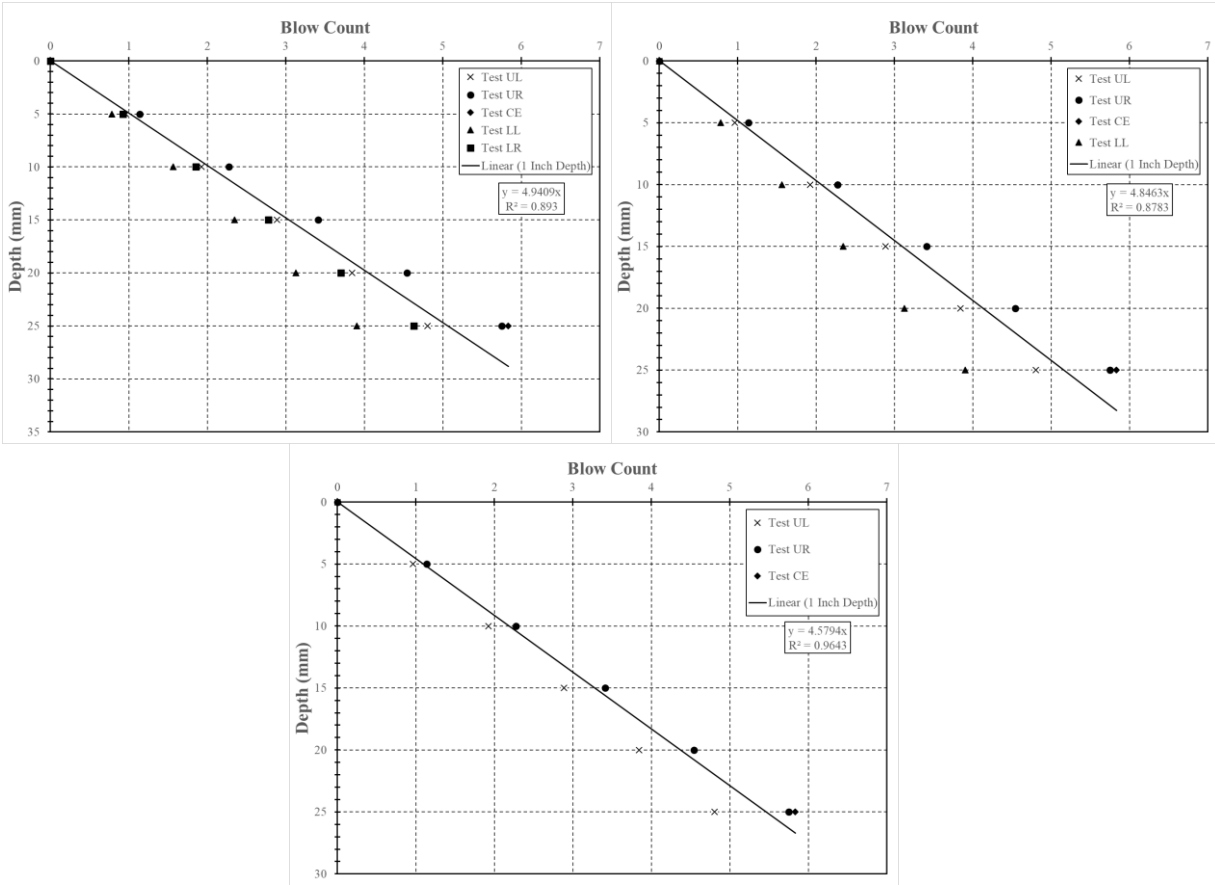 Blow Count
0 1 2 3 4 5 6 7
0
5
10
15
20
25
30
35
Depth (mm)
Test UL
Test UR
Test CE
Test LL
Test LR
Linear (1 Inch Depth)
y = 4.9409x
R² = 0.893
Blow Count
0 1 2 3 4 5 6 7
0
5
10
15
20
25
30
Depth (mm)
Test UL
Test UR
Test CE
Test LL
Linear (1 Inch Depth)
y = 4.8463x
R² = 0.8783
Blow Count
0 1 2 3 4 5 6 7
0
5
10
15
20
25
30
Depth (mm)
Test UL
Test UR
Test CE
Linear (1 Inch Depth)
y = 4.5794x
R² = 0.9643